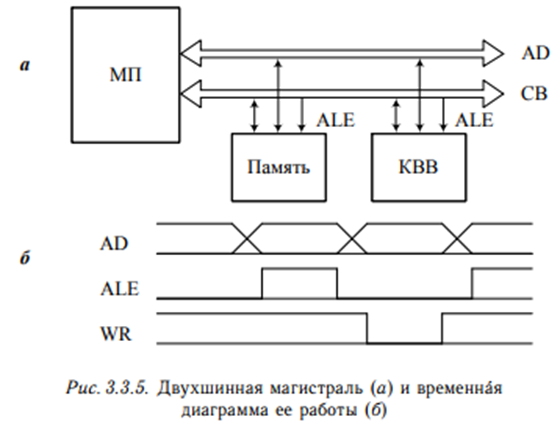 а
МП
AD
CB
ALE
ALE
Память
КВВ
б
AD
ALE
WR
Рис. 3.3.5. Двухшинная магистраль (а) и временна́я
диаграмма ее работы (б)